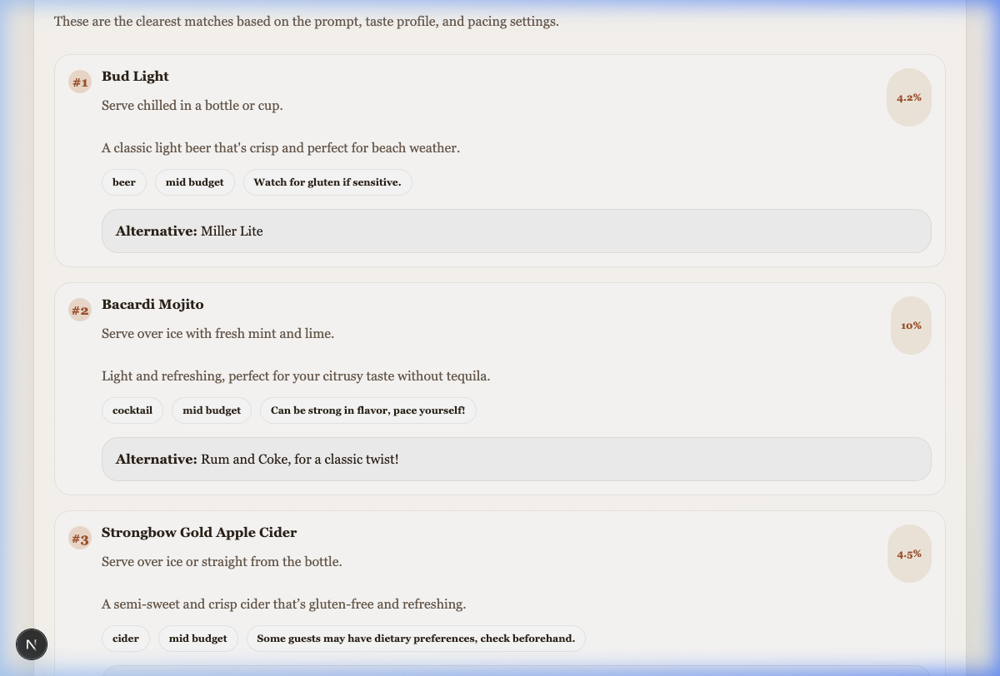 These are the clearest matches based on the prompt, taste profile, and pacing settings.
#1
Bud Light
4.2%
Serve chilled in a bottle or cup.
A classic light beer that's crisp and perfect for beach weather.
beer
mid budget
Watch for gluten if sensitive.
Alternative: Miller Lite
#2
Bacardi Mojito
10%
Serve over ice with fresh mint and lime.
Light and refreshing, perfect for your citrusy taste without tequila.
cocktail
mid budget
Can be strong in flavor, pace yourself!
Alternative: Rum and Coke, for a classic twist!
#3
Strongbow Gold Apple Cider
4.5%
Serve over ice or straight from the bottle.
A semi-sweet and crisp cider that’s gluten-free and refreshing.
cider
mid budget
Some guests may have dietary preferences, check beforehand.
N